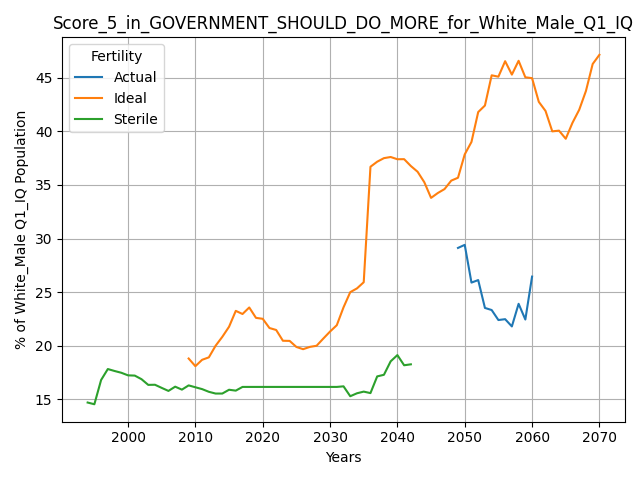 Score_5_in_GOVERNMENT_SHOULD_DO_MORE_for_White_Male_Q1_IQ
Fertility
Actual
Ideal
Sterile
% of White_Male Q1_IQ Population
45
40
35
30
25
20
15
2000 2010 2020 2030 2040 2050 2060 2070
Years